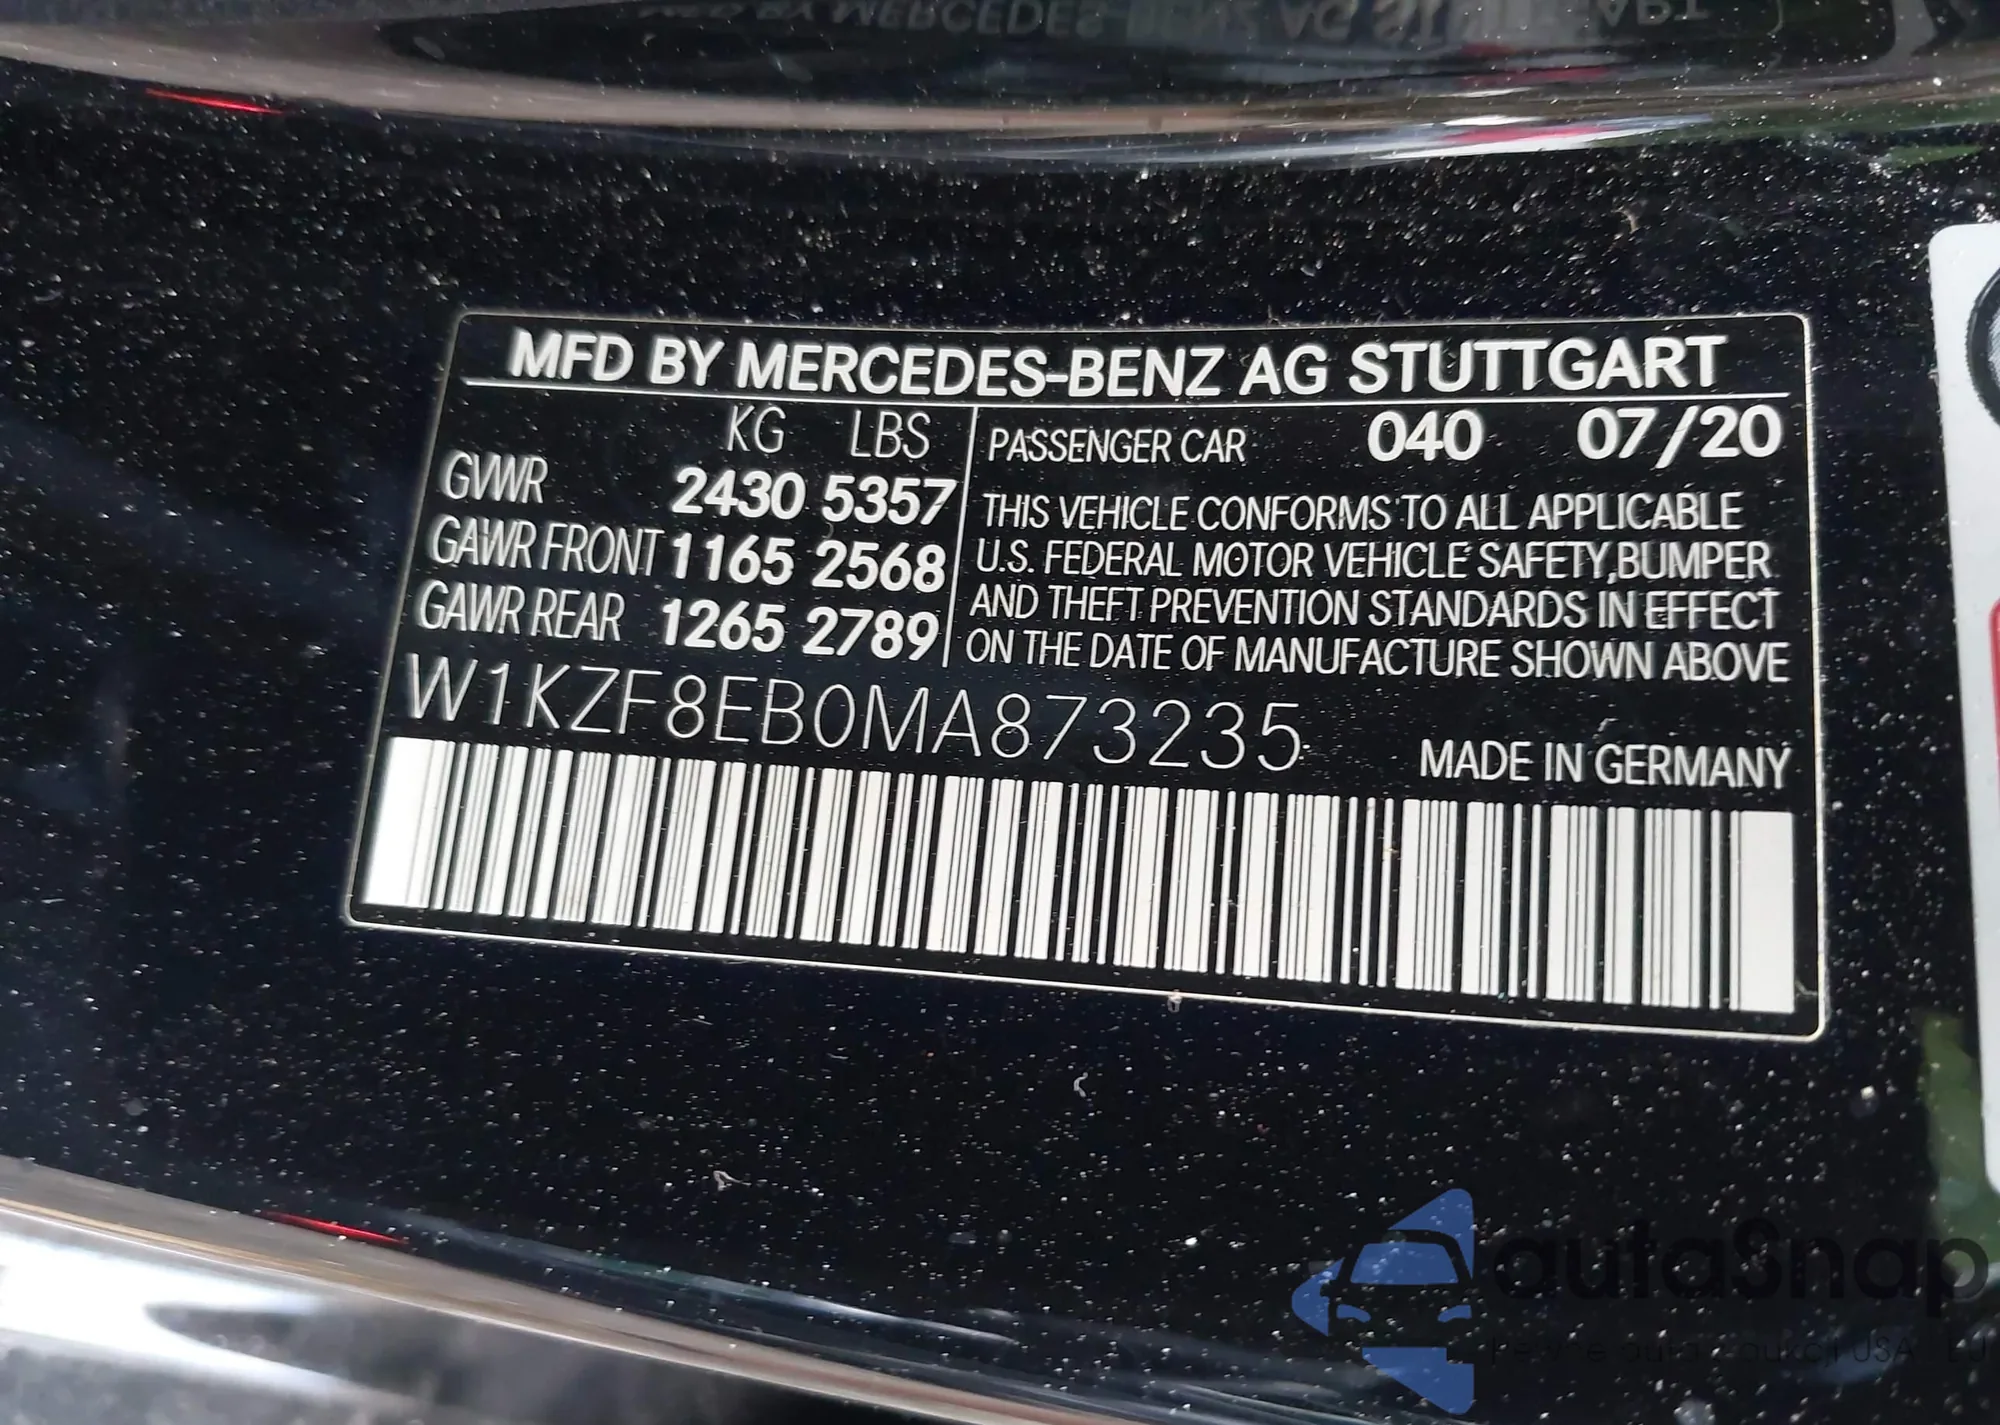 MFD BY MERCEDES-BENZ AG STUTTGART
KG LBS
GVWR 2430 5357
GAWR FRONT 1165 2568
GAWR REAR 1265 2789
PASSENGER CAR 040 07/20
THIS VEHICLE CONFORMS TO ALL APPLICABLE
U.S. FEDERAL MOTOR VEHICLE SAFETY,BUMPER
AND THEFT PREVENTION STANDARDS IN EFFECT
ON THE DATE OF MANUFACTURE SHOWN ABOVE
W1KZF8EB0MA873235
MADE IN GERMANY
autaSnap